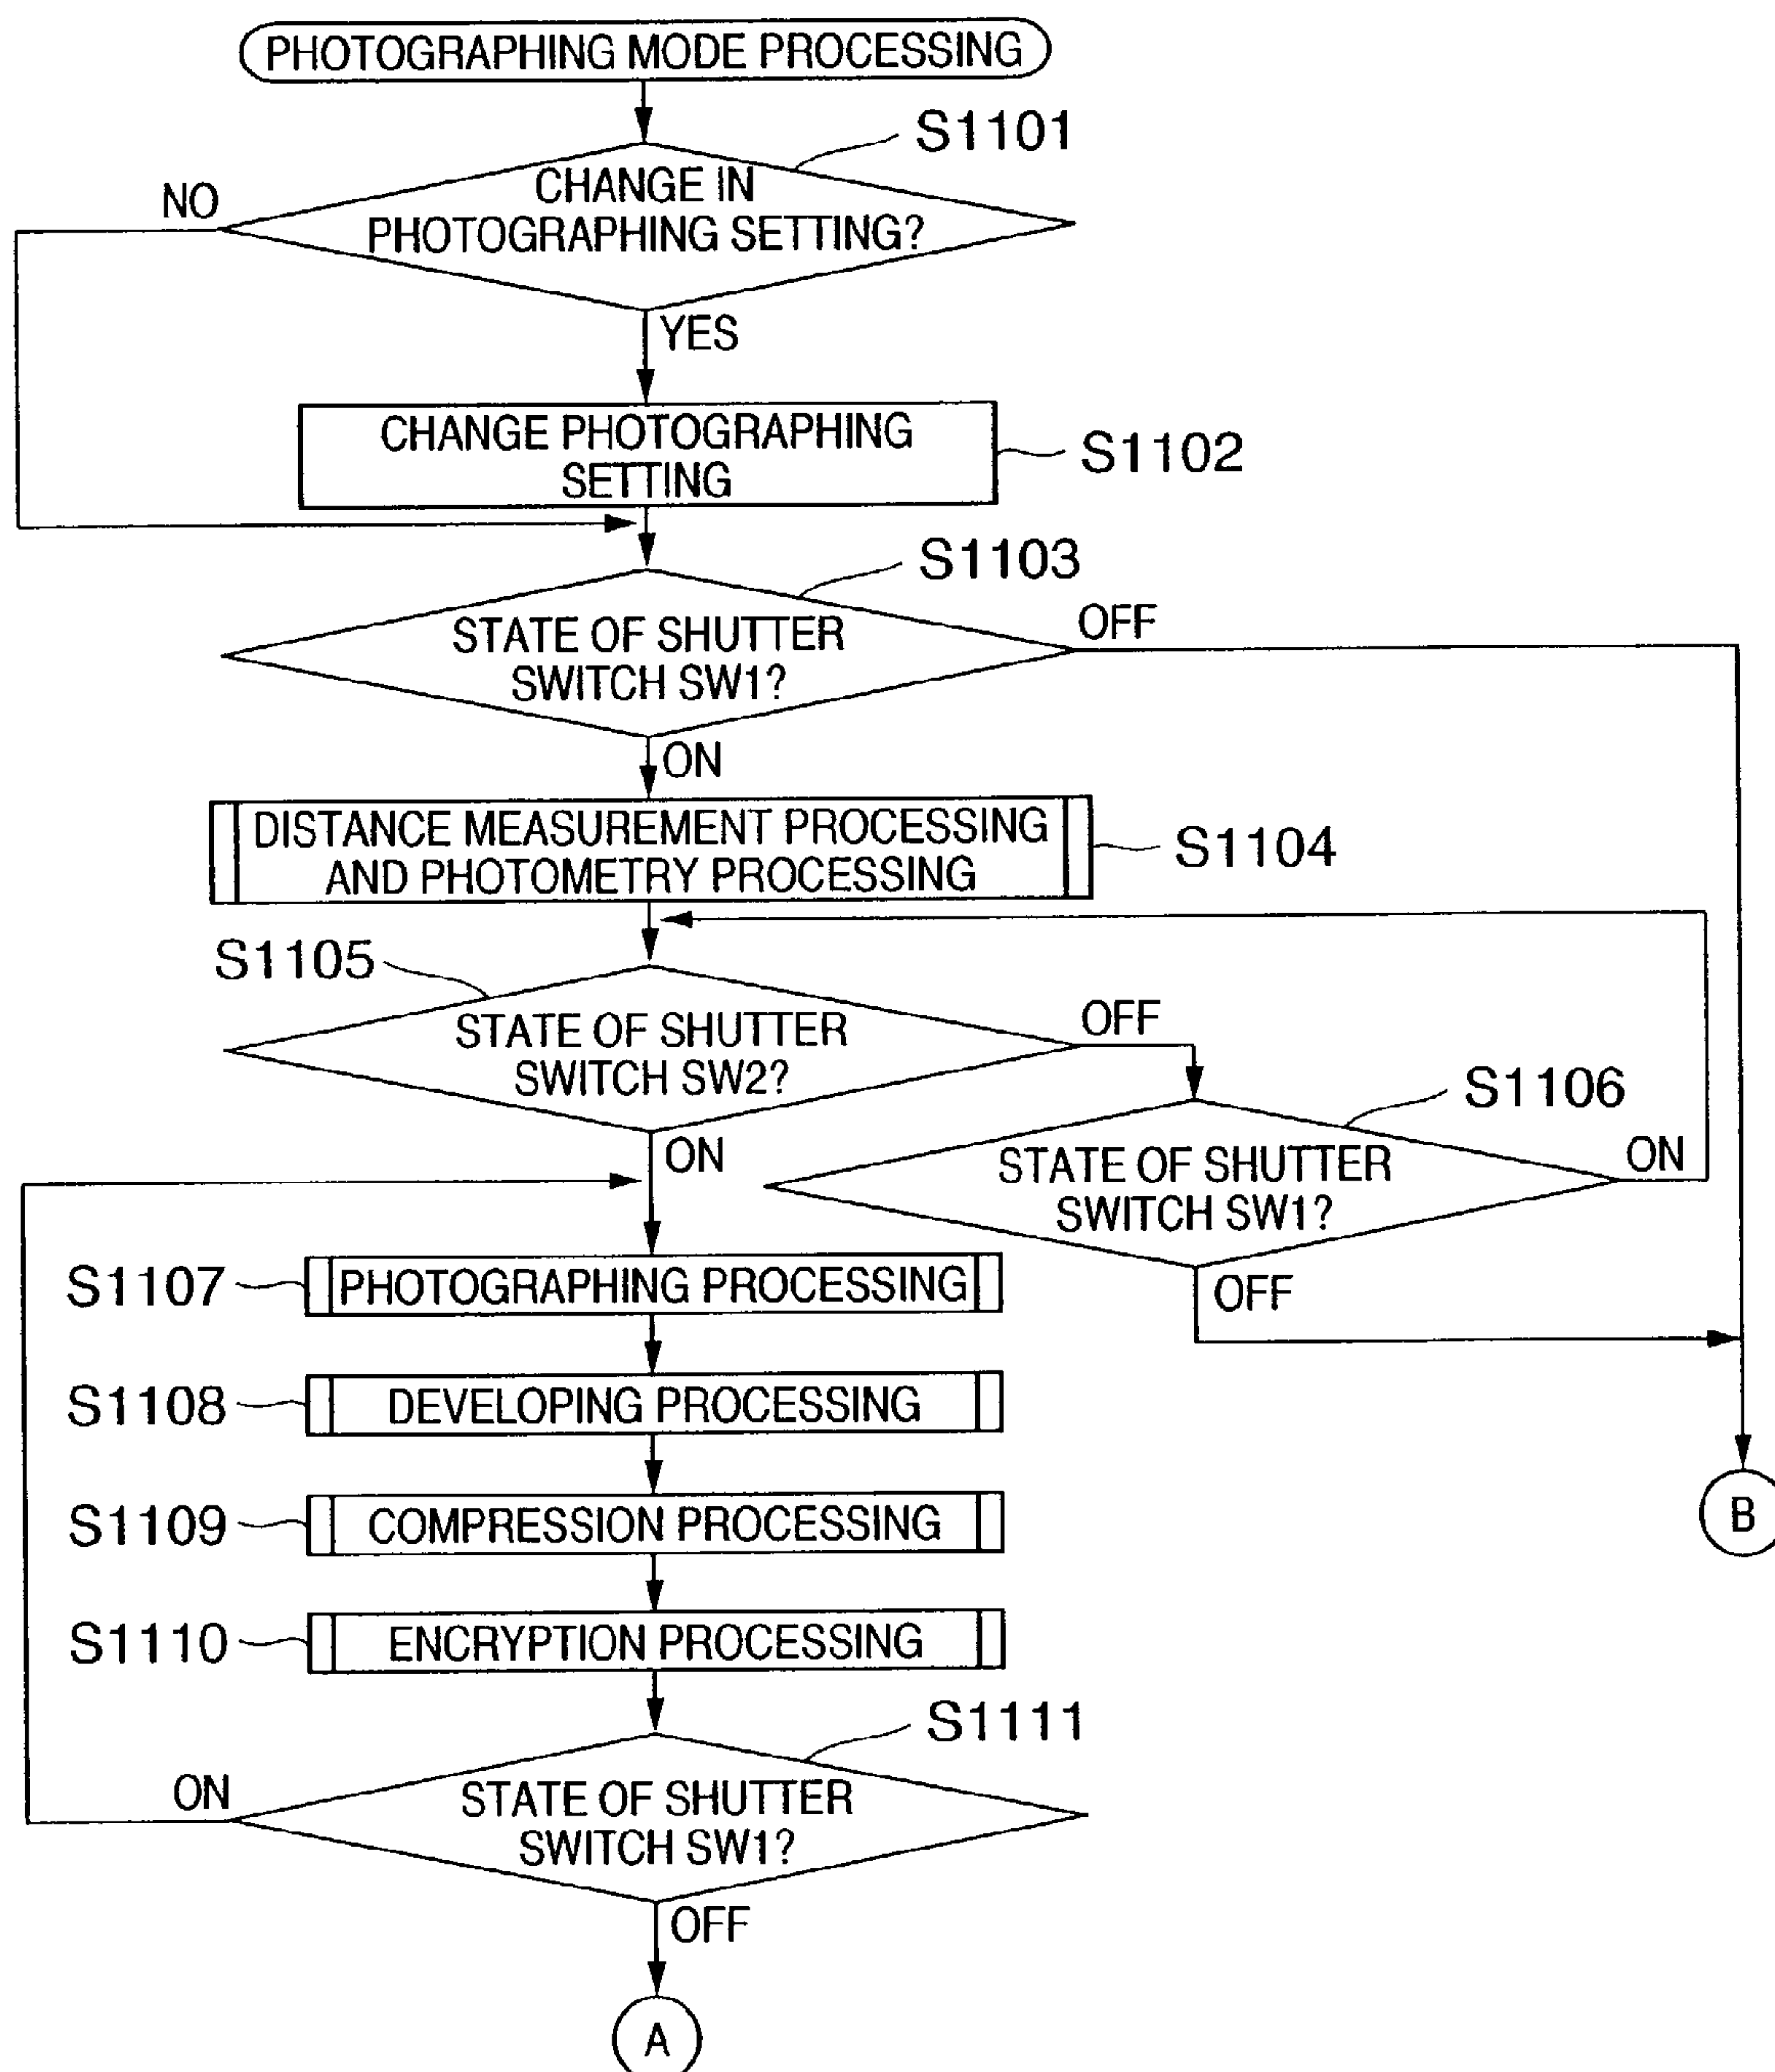 PHOTOGRAPHING MODE PROCESSING
S1101
NO
CHANGE IN
PHOTOGRAPHING SETTING?
YES
CHANGE PHOTOGRAPHING
SETTING
S1102
S1103
OFF
STATE OF SHUTTER
SWITCH SW1?
ON
DISTANCE MEASUREMENT PROCESSING
AND PHOTOMETRY PROCESSING
S1104
S1105
OFF
STATE OF SHUTTER
SWITCH SW2?
S1106
ON
ON
STATE OF SHUTTER
SWITCH SW1?
OFF
S1107
PHOTOGRAPHING PROCESSING
S1108
DEVELOPING PROCESSING
S1109
COMPRESSION PROCESSING
B
S1110
ENCRYPTION PROCESSING
S1111
ON
STATE OF SHUTTER
SWITCH SW1?
OFF
A